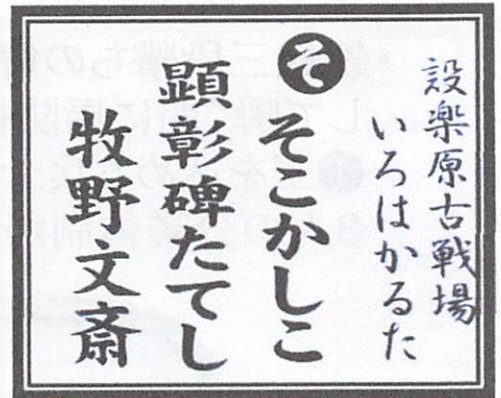 設楽原古戦場
いろはかるた
そ
そこかしこ
顕彰碑たてし
牧野文斎